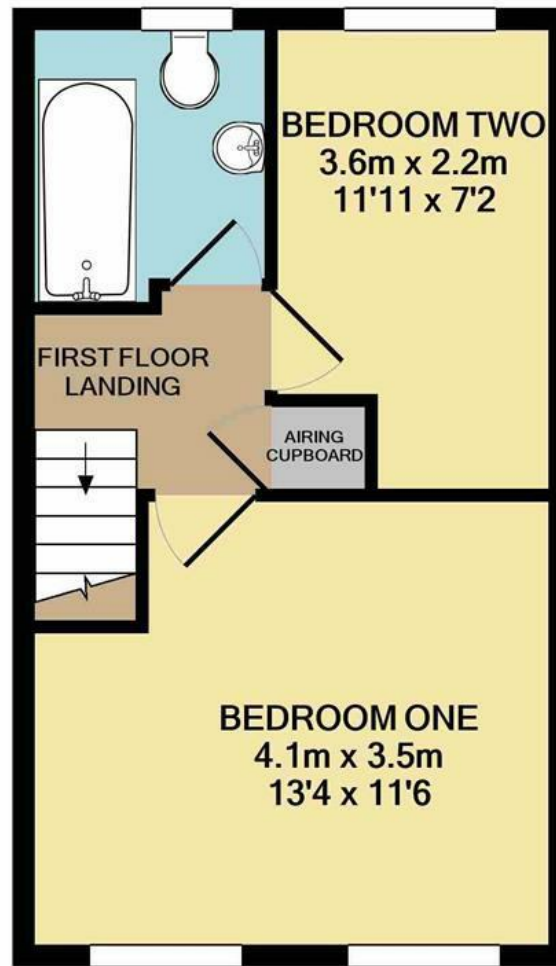 BEDROOM TWO
3.6m x 2.2m
11'11 x 7'2
FIRST FLOOR
LANDING
AIRING
CUPBOARD
BEDROOM ONE
4.1m x 3.5m
13'4 x 11'6